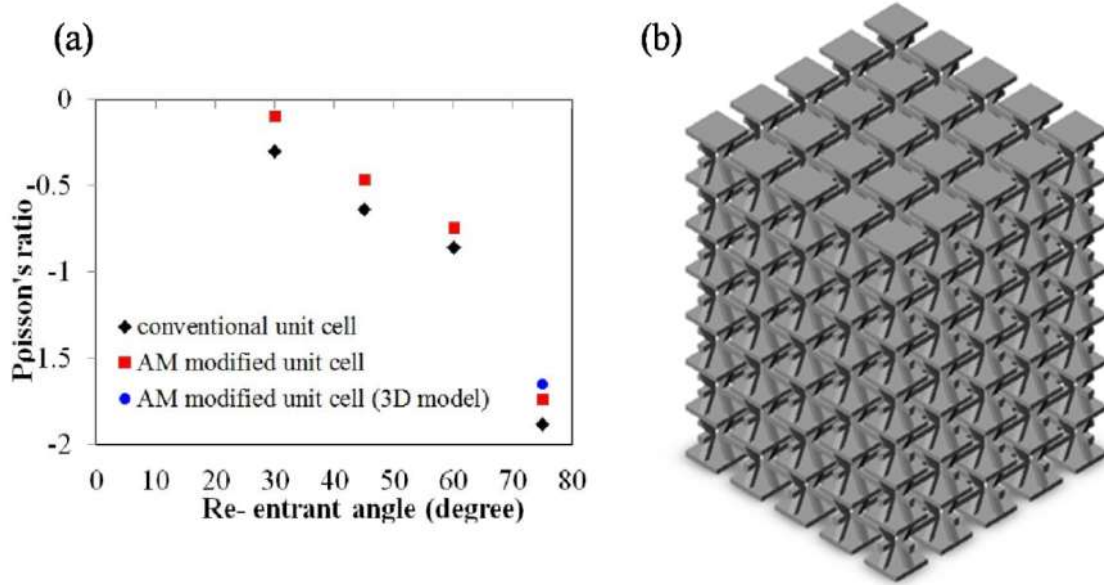 (a)
(b)
0
-0.5
-1
-1.5
-2
Poisson's ratio
conventional unit cell
AM modified unit cell
AM modified unit cell (3D model)
0 10 20 30 40 50 60 70 80
Re- entrant angle (degree)